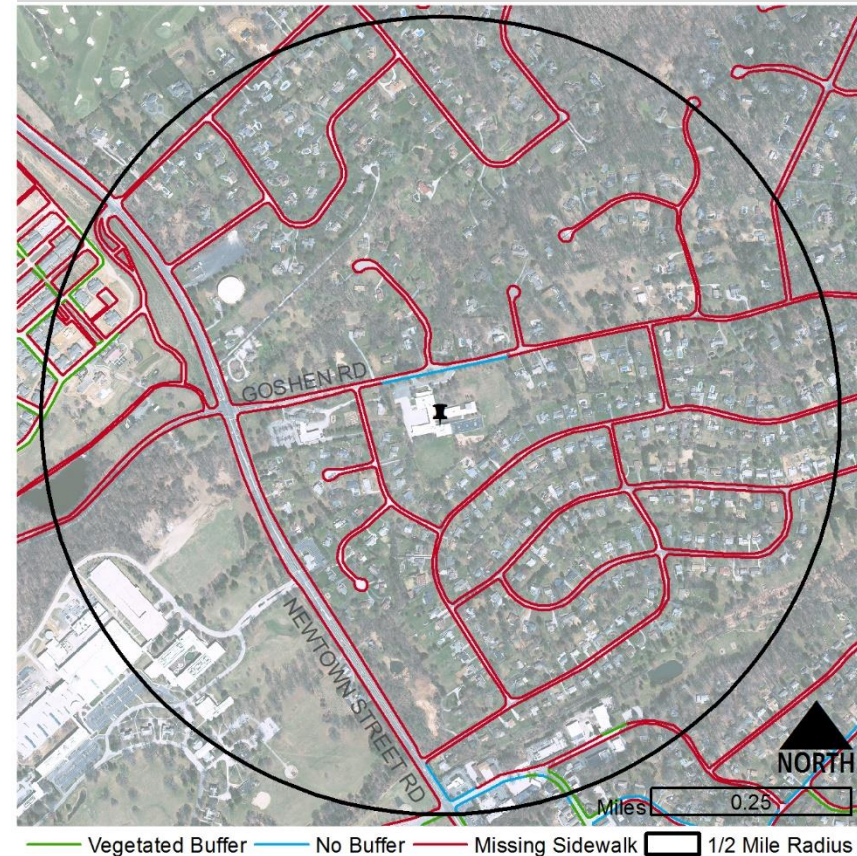 GOSHEN RD
NEWTOWN STREET RD
NORTH
Miles 0.25
Vegetated Buffer No Buffer Missing Sidewalk 1/2 Mile Radius